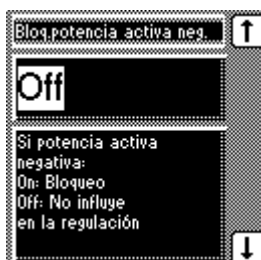 Bloq.potencia activa neg.
Off
Si potencia activa
negativa:
On: Bloqueo
Off: No influye
en la regulación